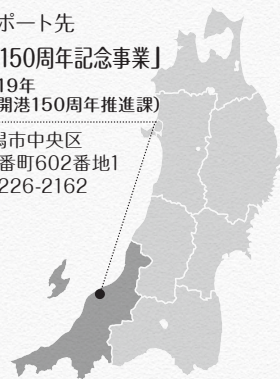 ポート先
150周年記念事業」
19年
開港150周年推進課）
潟市中央区
番町602番地1
226-2162